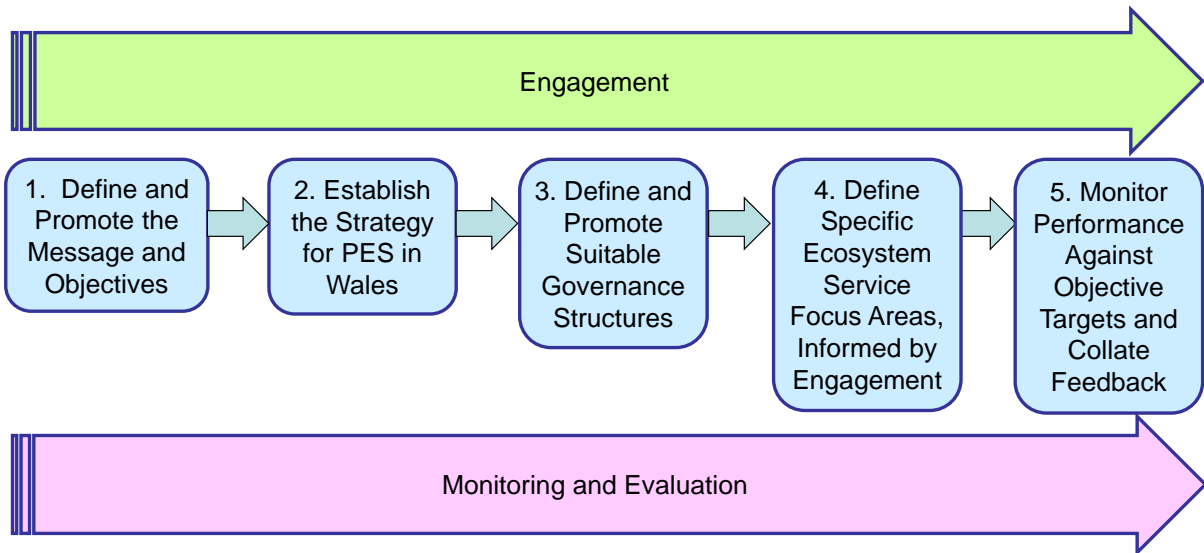 Engagement
1. Define and
Promote the
Message and
Objectives
2. Establish
the Strategy
for PES in
Wales
3. Define and
Promote
Suitable
Governance
Structures
4. Define
Specific
Ecosystem
Service
Focus Areas,
Informed by
Engagement
5. Monitor
Performance
Against
Objective
Targets and
Collate
Feedback
Monitoring and Evaluation